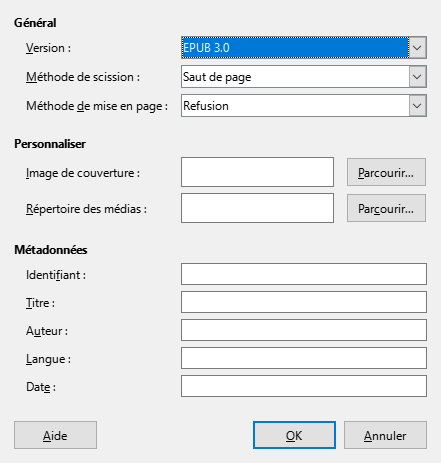 Général
Version : EPUB 3.0
Méthode de scission : Saut de page
Méthode de mise en page : Refusion
Personnaliser
Image de couverture : Parcourir...
Répertoire des médias : Parcourir...
Métadonnées
Identifiant :
Titre :
Auteur :
Langue :
Date :
Aide OK Annuler